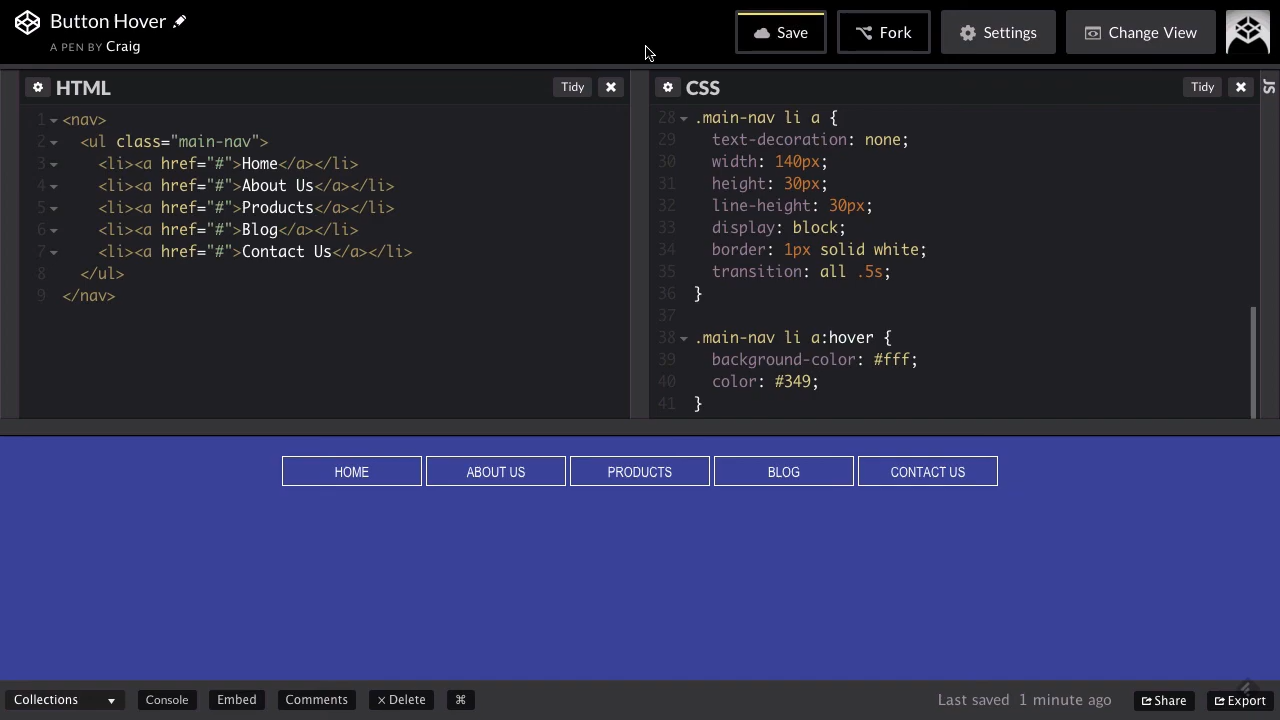 Button Hover
A PEN BY Craig
Save
Fork
Settings
Change View
HTML
Tidy
1 <nav>
2   <ul class="main-nav">
3     <li><a href="#">Home</a></li>
4     <li><a href="#">About Us</a></li>
5     <li><a href="#">Products</a></li>
6     <li><a href="#">Blog</a></li>
7     <li><a href="#">Contact Us</a></li>
8   </ul>
9 </nav>
CSS
Tidy
JS
28 .main-nav li a {
29   text-decoration: none;
30   width: 140px;
31   height: 30px;
32   line-height: 30px;
33   display: block;
34   border: 1px solid white;
35   transition: all .5s;
36 }
37
38 .main-nav li a:hover {
39   background-color: #fff;
40   color: #349;
41 }
HOME
ABOUT US
PRODUCTS
BLOG
CONTACT US
Collections
Console
Embed
Comments
× Delete
⌘
Last saved 1 minute ago
Share
Export